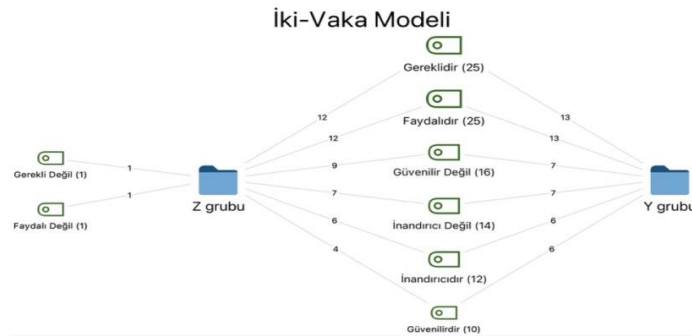 İki-Vaka Modeli
Gereklidir (25)
12
13
Faydalıdır (25)
12
13
Gerekli Değil (1)
1
9
Güvenilir Değil (16)
7
1
7
7
Z grubu
Y grubu
Faydalı Değil (1)
İnandırıcı Değil (14)
6
6
4
6
İnandırıcıdır (12)
Güvenilirdir (10)